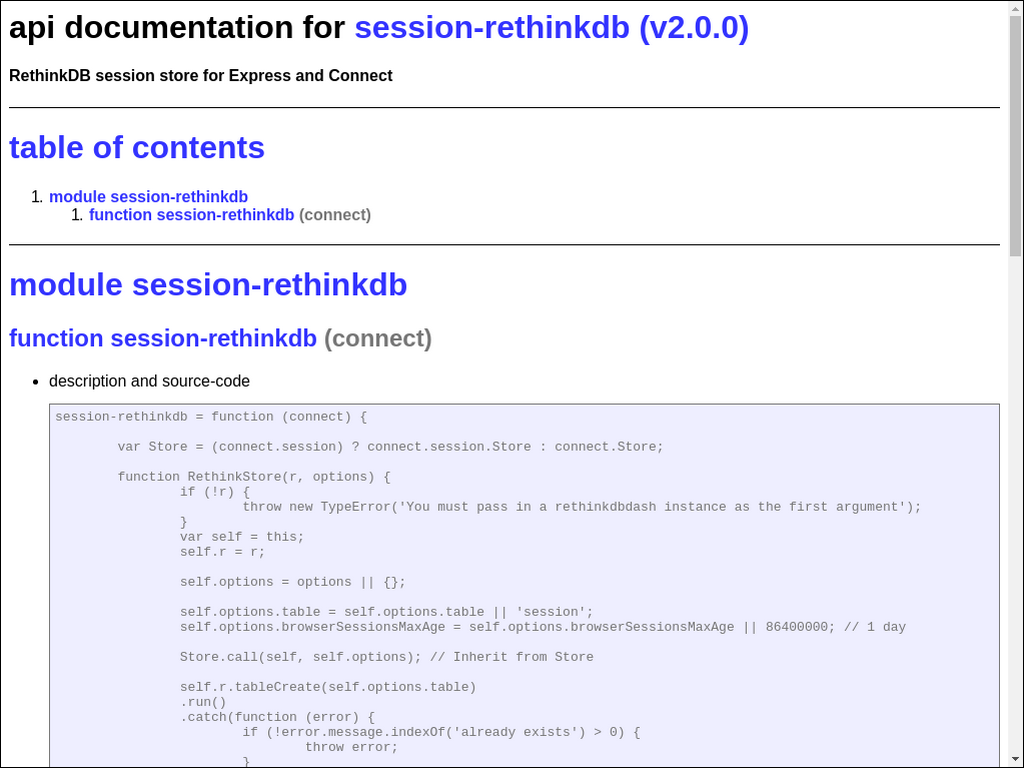 api documentation for session-rethinkdb (v2.0.0)
RethinkDB session store for Express and Connect
table of contents
1. module session-rethinkdb
1. function session-rethinkdb (connect)
module session-rethinkdb
function session-rethinkdb (connect)
• description and source-code
session-rethinkdb = function (connect) {
var Store = (connect.session) ? connect.session.Store : connect.Store;
function RethinkStore(r, options) {
if (!r) {
throw new TypeError('You must pass in a rethinkdbdash instance as the first argument');
}
var self = this;
self.r = r;
self.options = options || {};
self.options.table = self.options.table || 'session';
self.options.browserSessionsMaxAge = self.options.browserSessionsMaxAge || 86400000; // 1 day
Store.call(self, self.options); // Inherit from Store
self.r.tableCreate(self.options.table)
.run()
.catch(function (error) {
if (!error.message.indexOf('already exists') > 0) {
throw error;
}